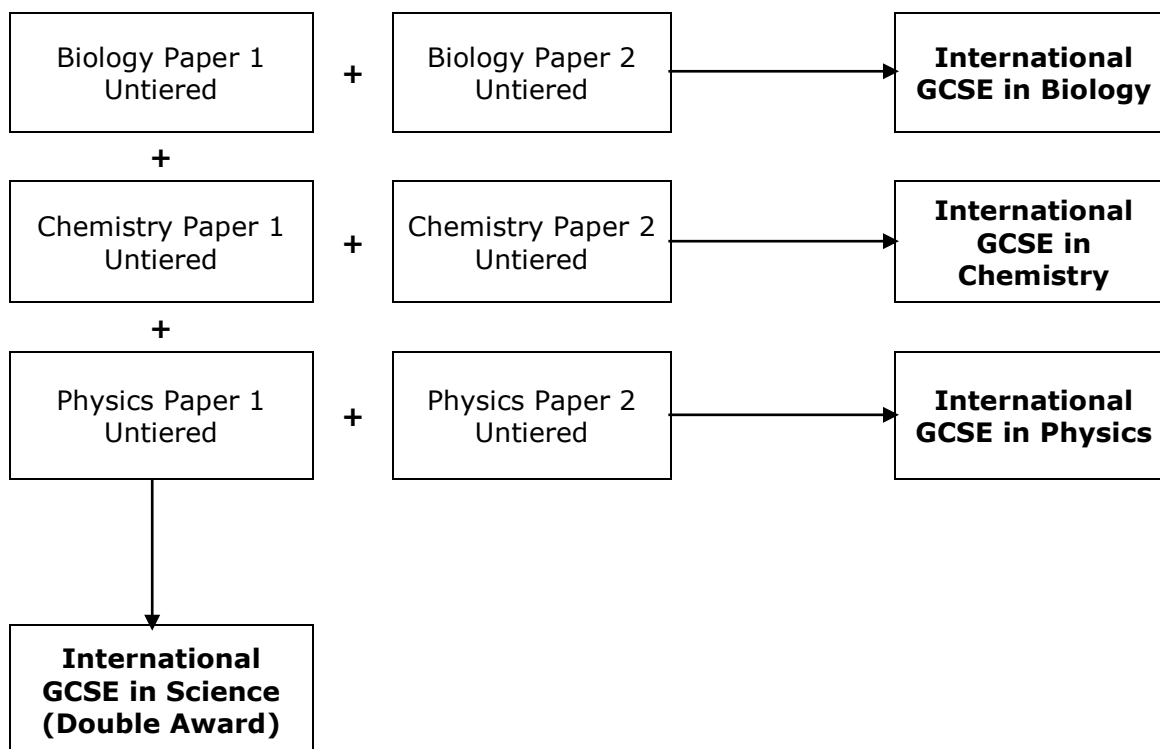 Biology Paper 1
Untiered
+
Biology Paper 2
Untiered
International
GCSE in Biology
+
Chemistry Paper 1
Untiered
+
Chemistry Paper 2
Untiered
International
GCSE in
Chemistry
+
Physics Paper 1
Untiered
+
Physics Paper 2
Untiered
International
GCSE in Physics
International
GCSE in Science
(Double Award)